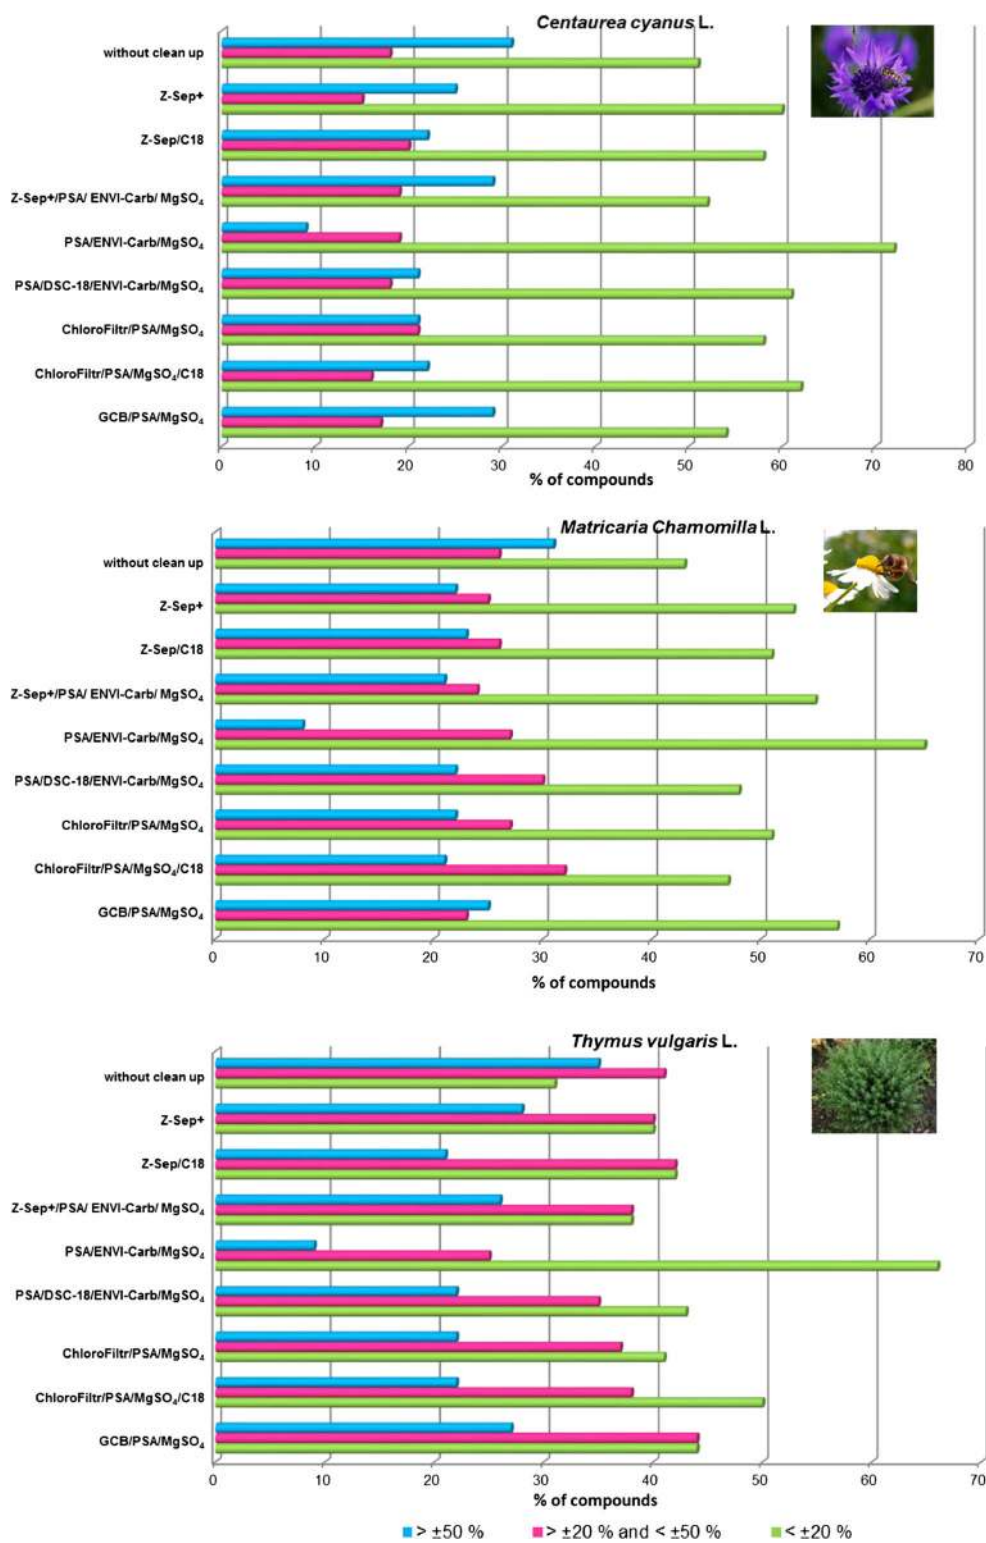 Centaurea cyanus L.
without clean up
Z-Sep+
Z-Sep/C18
Z-Sep+/PSA/ ENVI-Carb/ MgSO₄
PSA/ENVI-Carb/MgSO₄
PSA/DSC-18/ENVI-Carb/MgSO₄
ChloroFiltr/PSA/MgSO₄
ChloroFiltr/PSA/MgSO₄/C18
GCB/PSA/MgSO₄
0 10 20 30 40 50 60 70 80
% of compounds
Matricaria Chamomilla L.
without clean up
Z-Sep+
Z-Sep/C18
Z-Sep+/PSA/ ENVI-Carb/ MgSO₄
PSA/ENVI-Carb/MgSO₄
PSA/DSC-18/ENVI-Carb/MgSO₄
ChloroFiltr/PSA/MgSO₄
ChloroFiltr/PSA/MgSO₄/C18
GCB/PSA/MgSO₄
0 10 20 30 40 50 60 70
% of compounds
Thymus vulgaris L.
without clean up
Z-Sep+
Z-Sep/C18
Z-Sep+/PSA/ ENVI-Carb/ MgSO₄
PSA/ENVI-Carb/MgSO₄
PSA/DSC-18/ENVI-Carb/MgSO₄
ChloroFiltr/PSA/MgSO₄
ChloroFiltr/PSA/MgSO₄/C18
GCB/PSA/MgSO₄
0 10 20 30 40 50 60 70
% of compounds
> ±50 % > ±20 % and < ±50 % < ±20 %